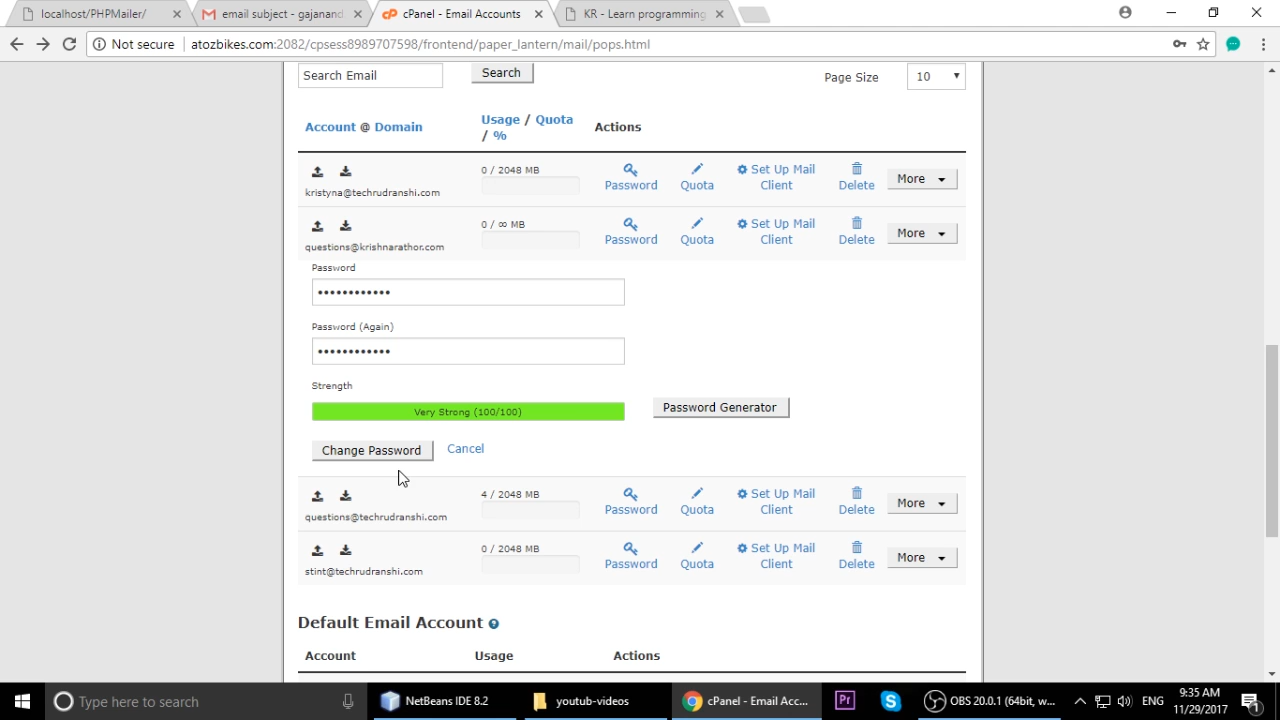 localhost/PHPMailer/
email subject - gajanand
cPanel - Email Accounts
KR - Learn programming
Not secure
atozbikes.com:2082/cpsess8989707598/frontend/paper_lantern/mail/pops.html
Search Email
Search
Page Size
10
Account @ Domain
Usage / Quota
/ %
Actions
kristyna@techrudranshi.com
0 / 2048 MB
Password
Quota
Set Up Mail
Client
Delete
More
questions@krishnarathor.com
0 / ∞ MB
Password
Quota
Set Up Mail
Client
Delete
More
Password
••••••••••••
Password (Again)
••••••••••••
Strength
Very Strong (100/100)
Password Generator
Change Password
Cancel
questions@techrudranshi.com
4 / 2048 MB
Password
Quota
Set Up Mail
Client
Delete
More
stint@techrudranshi.com
0 / 2048 MB
Password
Quota
Set Up Mail
Client
Delete
More
Default Email Account
Account
Usage
Actions
Type here to search
NetBeans IDE 8.2
youtub-videos
cPanel - Email Acc...
Pr
OBS 20.0.1 (64bit, w...
ENG
9:35 AM
11/29/2017
1